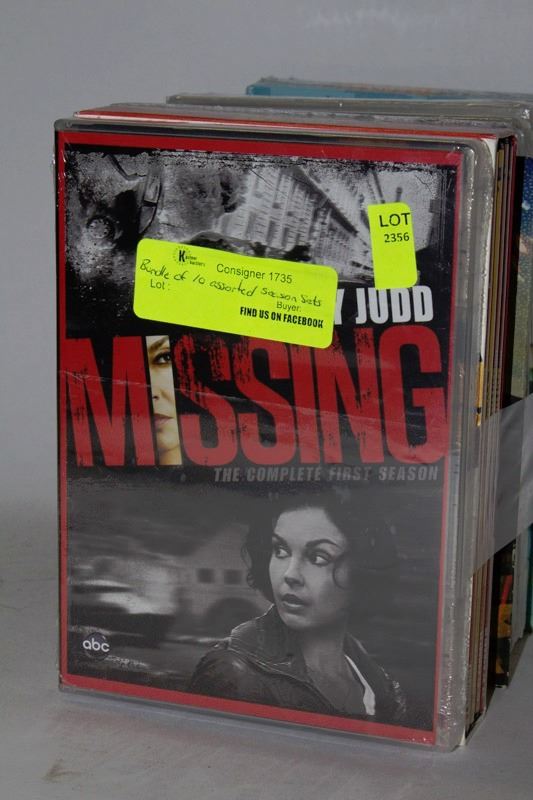 LOT
2356
Consigner 1735
Bundle of 10 assorted season sets
Lot:
Buyer:
FIND US ON FACEBOOK
Y JUDD
MISSING
THE COMPLETE FIRST SEASON
abc